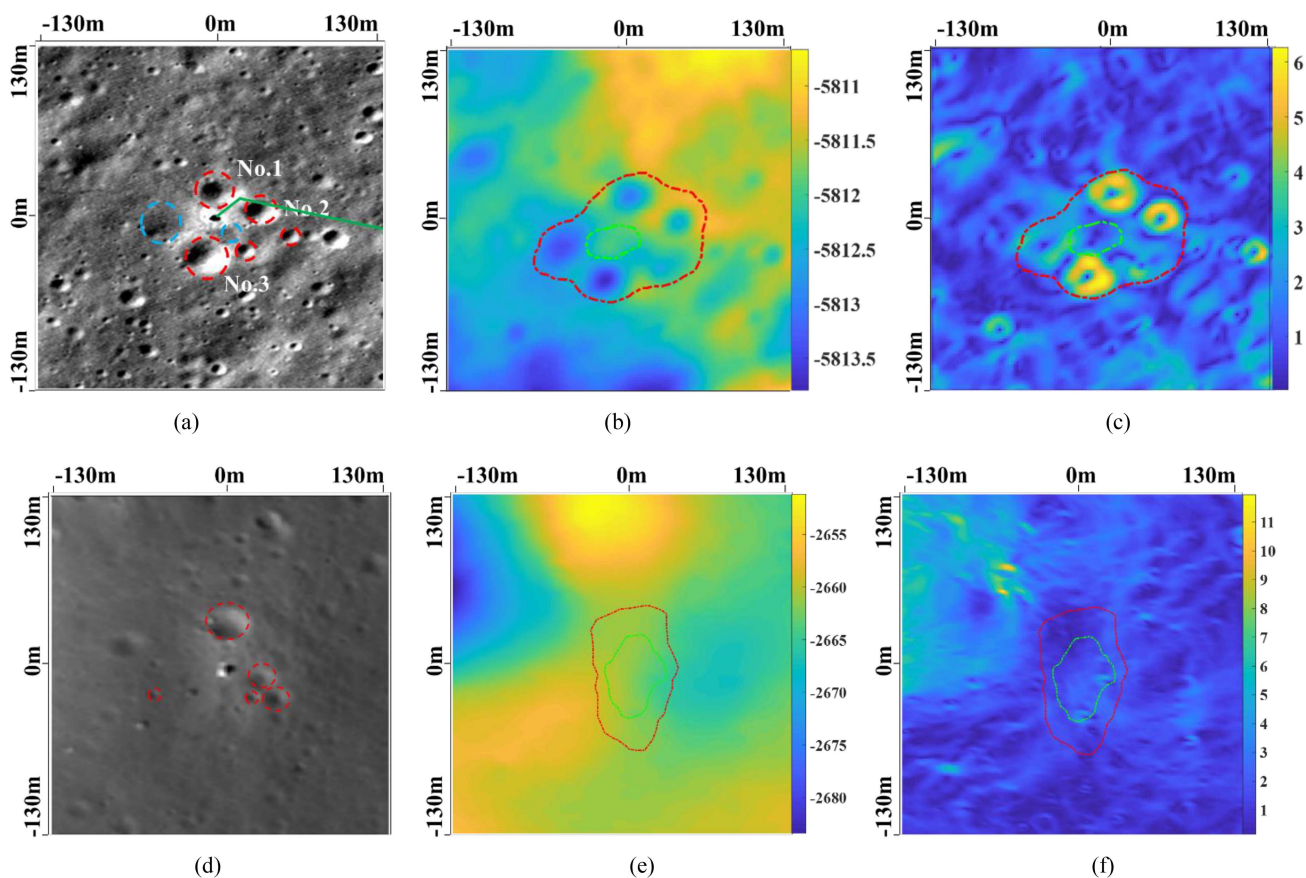 -130m 0m 130m
-130m 0m 130m
-130m 0m 130m
130m
0m
-130m
No.1
No.2
No.3
130m
0m
-130m
-5811
-5811.5
-5812
-5812.5
-5813
-5813.5
130m
0m
-130m
6
5
4
3
2
1
(a)
(b)
(c)
-130m 0m 130m
-130m 0m 130m
-130m 0m 130m
130m
0m
-130m
130m
0m
-130m
-2655
-2660
-2665
-2670
-2675
-2680
130m
0m
-130m
11
10
9
8
7
6
5
4
3
2
1
(d)
(e)
(f)